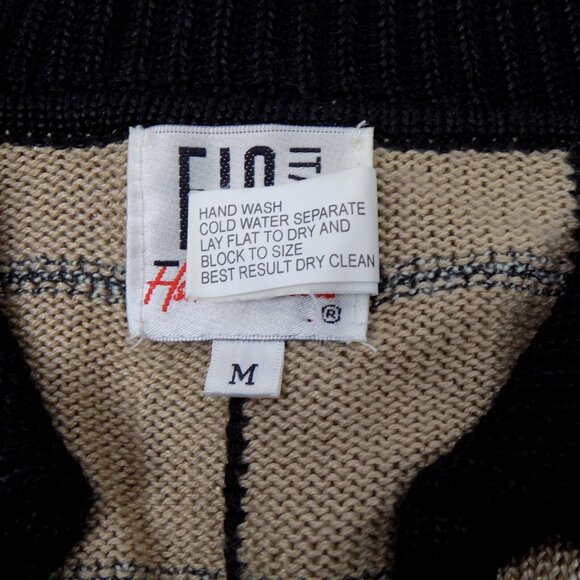 HAND WASH
COLD WATER SEPARATE
LAY FLAT TO DRY AND
BLOCK TO SIZE
BEST RESULT DRY CLEAN
®
M